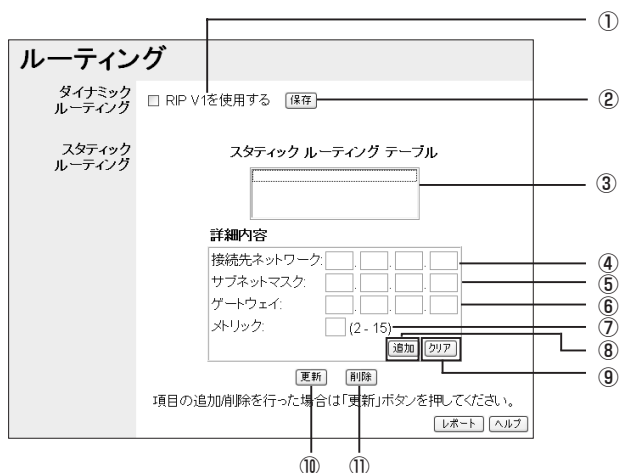 ①
ルーティング
ダイナミック
ルーティング
RIP V1を使用する 保存 ②
スタティック
ルーティング
スタティック ルーティング テーブル
③
詳細内容
接続先ネットワーク: . . . ④
サブネットマスク: . . . ⑤
ゲートウェイ: . . . ⑥
メトリック: (2 - 15) ⑦
追加 クリア ⑧
⑨
更新 削除
項目の追加/削除を行った場合は「更新」ボタンを押してください。
レポート ヘルプ
⑩ ⑪